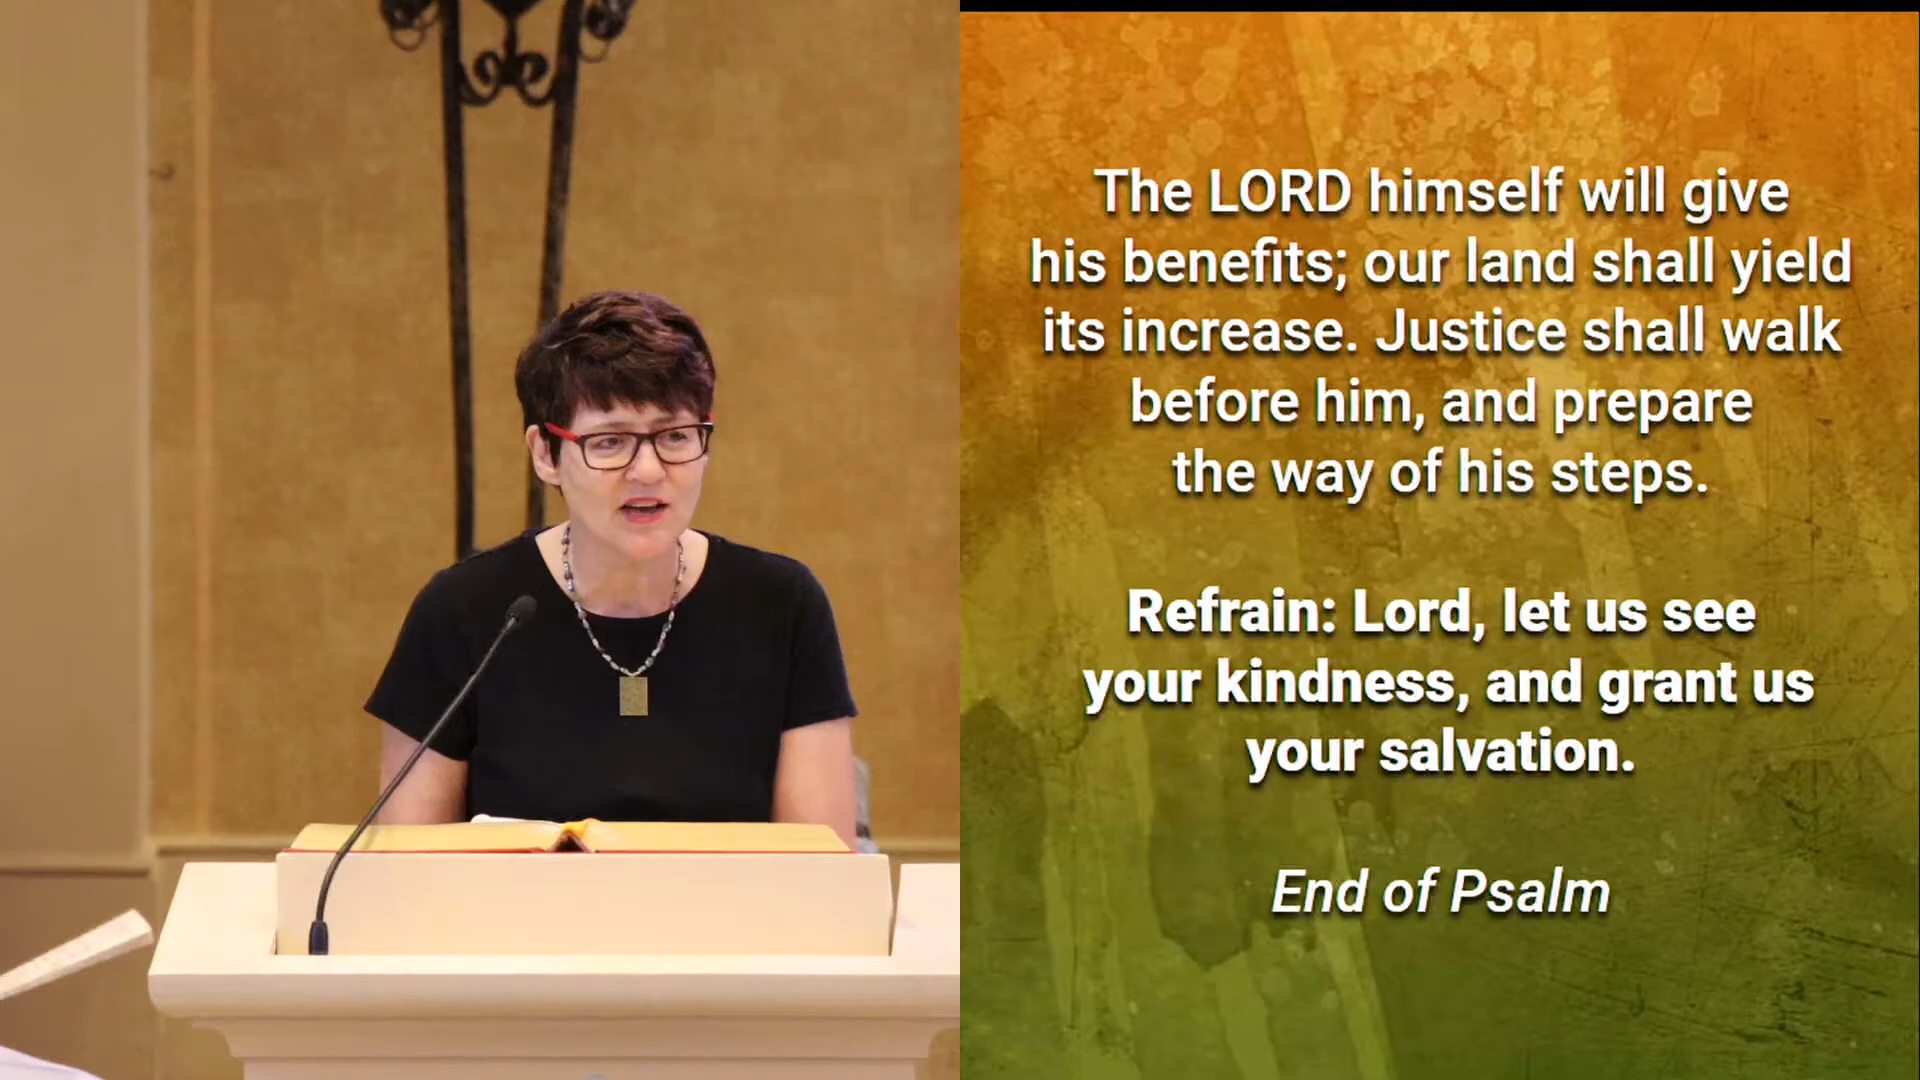 The LORD himself will give
his benefits; our land shall yield
its increase. Justice shall walk
before him, and prepare
the way of his steps.
Refrain: Lord, let us see
your kindness, and grant us
your salvation.
End of Psalm